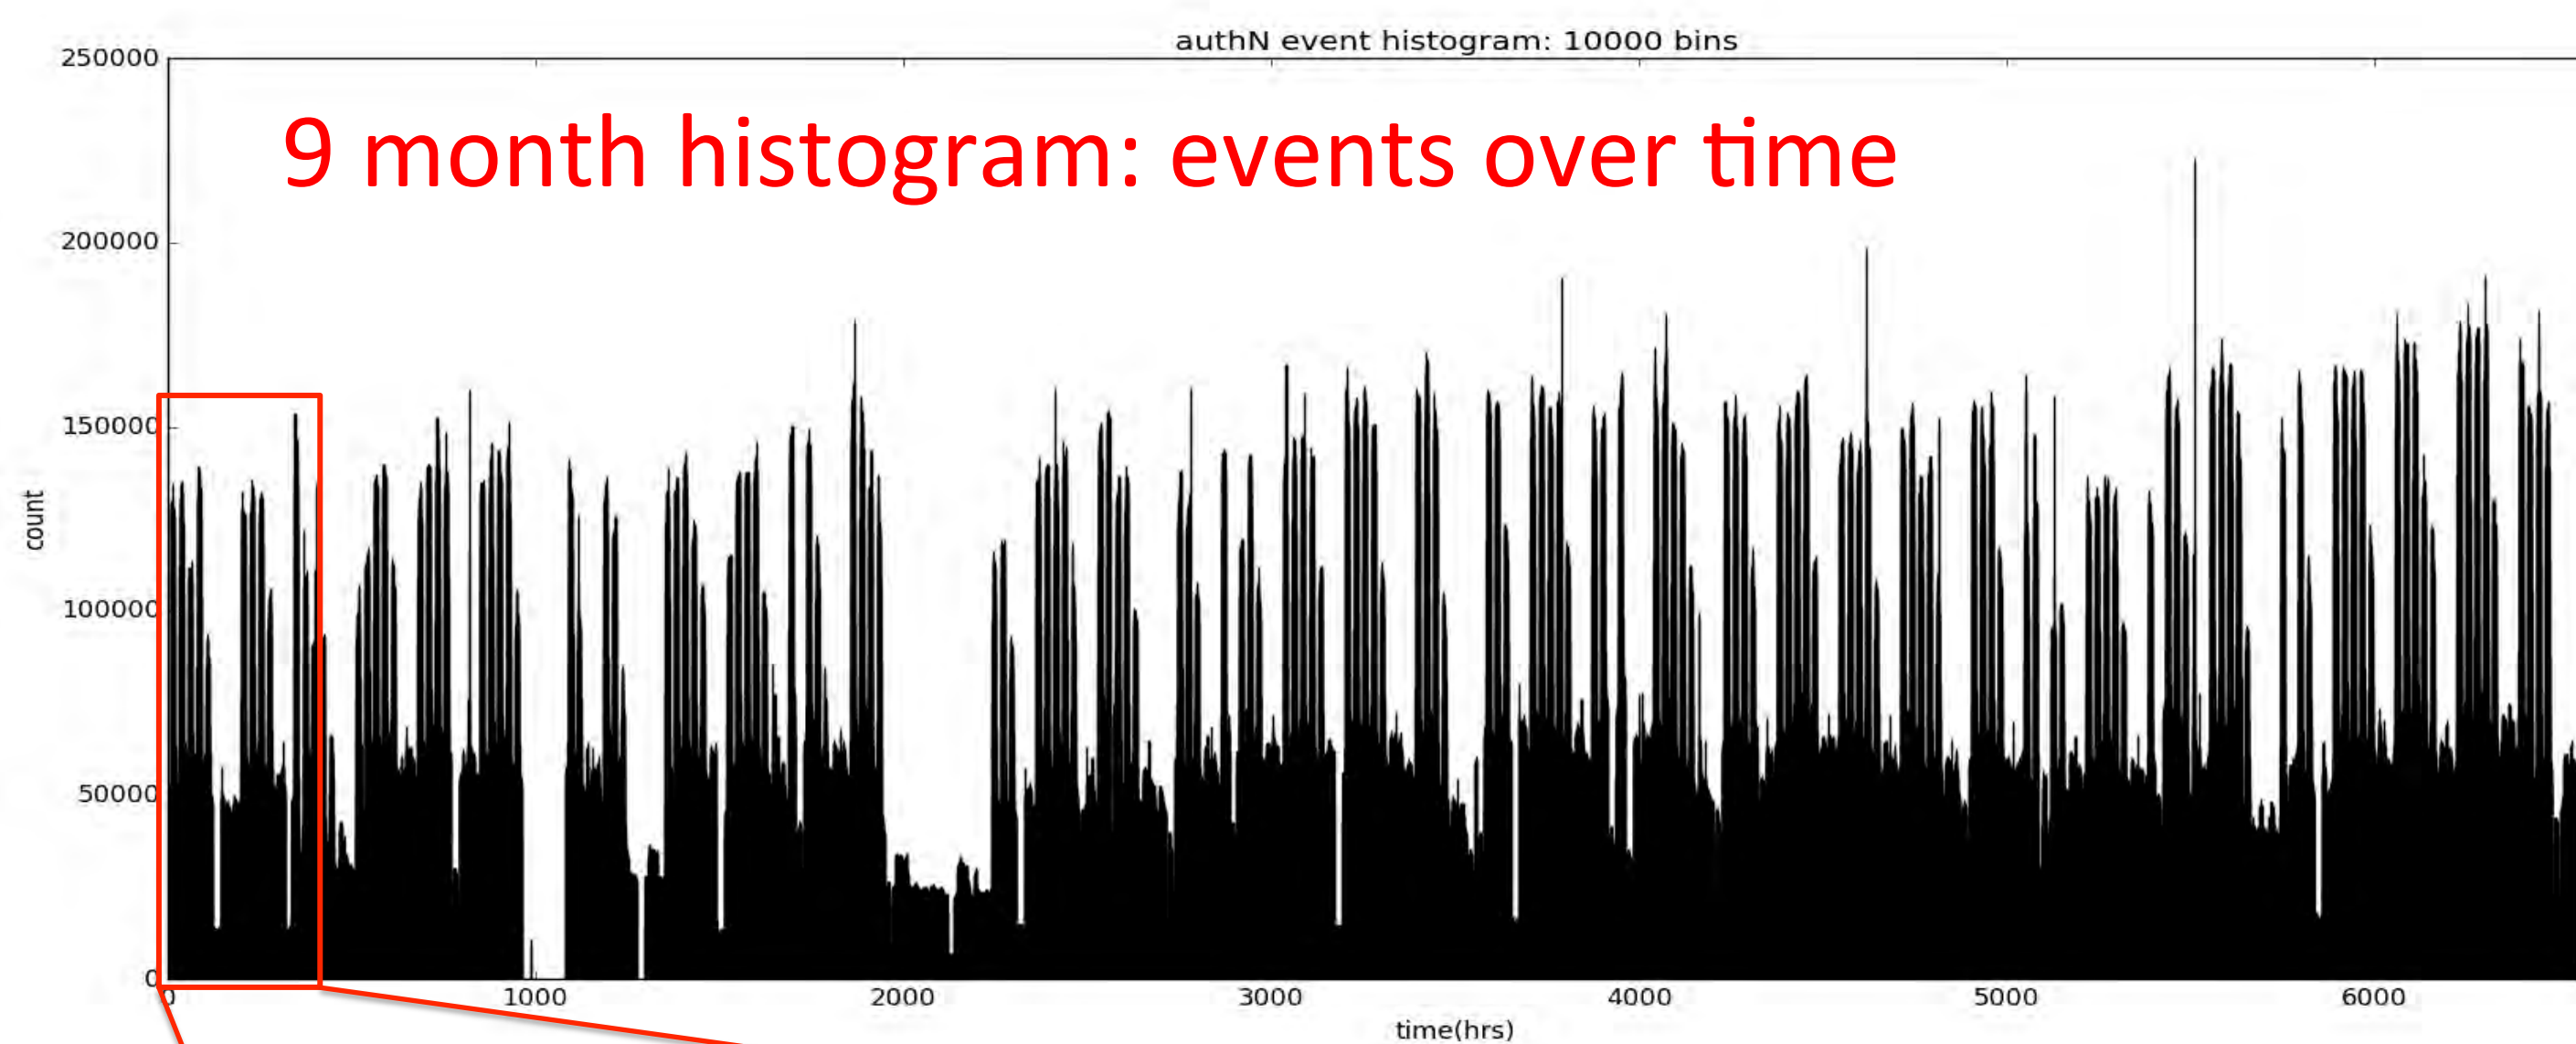 authN event histogram: 10000 bins
9 month histogram: events over time
250000
200000
150000
100000
50000
0
count
0 1000 2000 3000 4000 5000 6000
time(hrs)